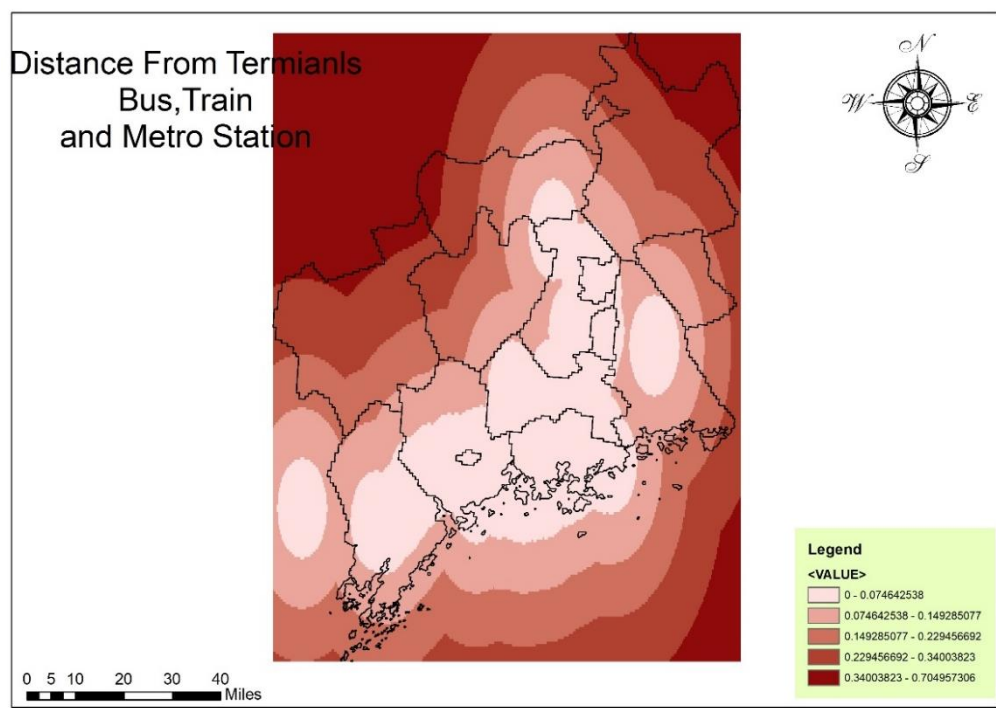 Distance From Termianls
Bus,Train
and Metro Station
N
W E
S
Legend
<VALUE>
0 - 0.074642538
0.074642538 - 0.149285077
0.149285077 - 0.229456692
0.229456692 - 0.34003823
0.34003823 - 0.704957306
0 5 10 20 30 40
Miles